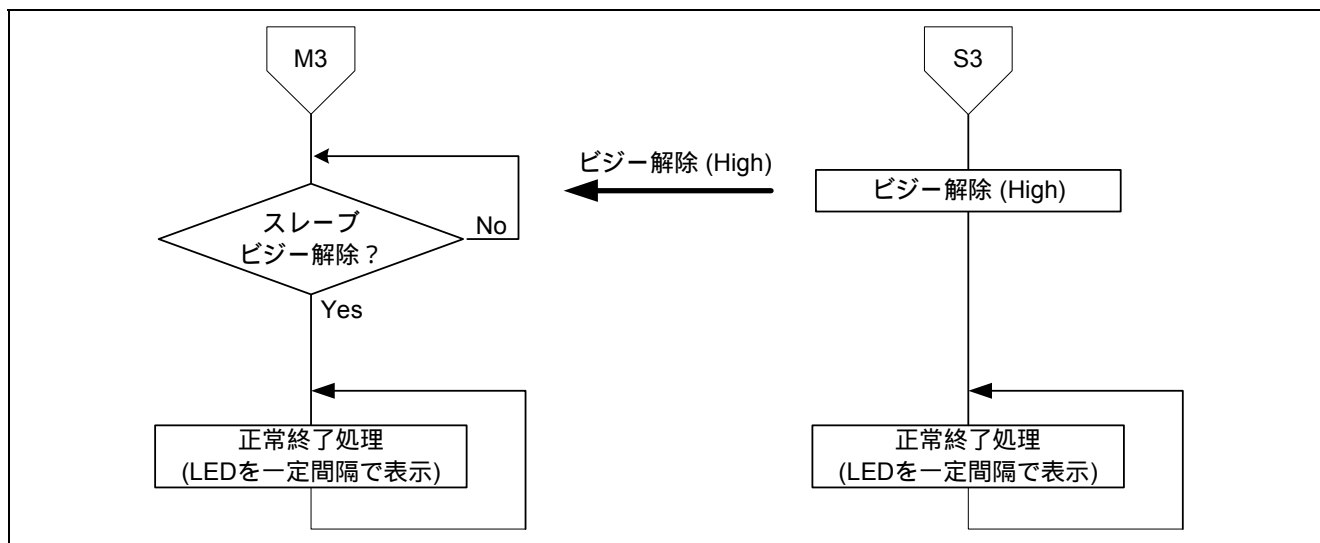 M3
スレーブ
ビジー解除?
No
Yes
正常終了処理
(LEDを一定間隔で表示)
ビジー解除 (High)
S3
ビジー解除 (High)
正常終了処理
(LEDを一定間隔で表示)